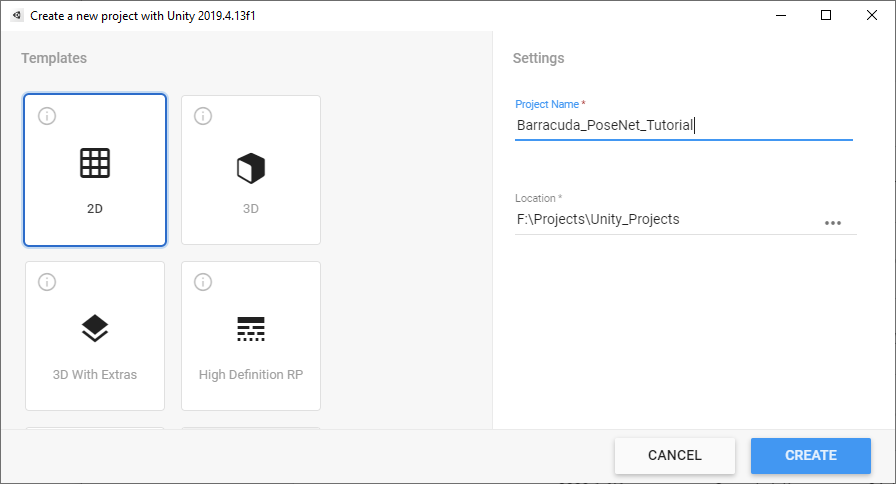 Create a new project with Unity 2019.4.13f1
Templates
2D
3D
3D With Extras
High Definition RP
Settings
Project Name *
Barracuda_PoseNet_Tutorial
Location *
F:\Projects\Unity_Projects
CANCEL
CREATE